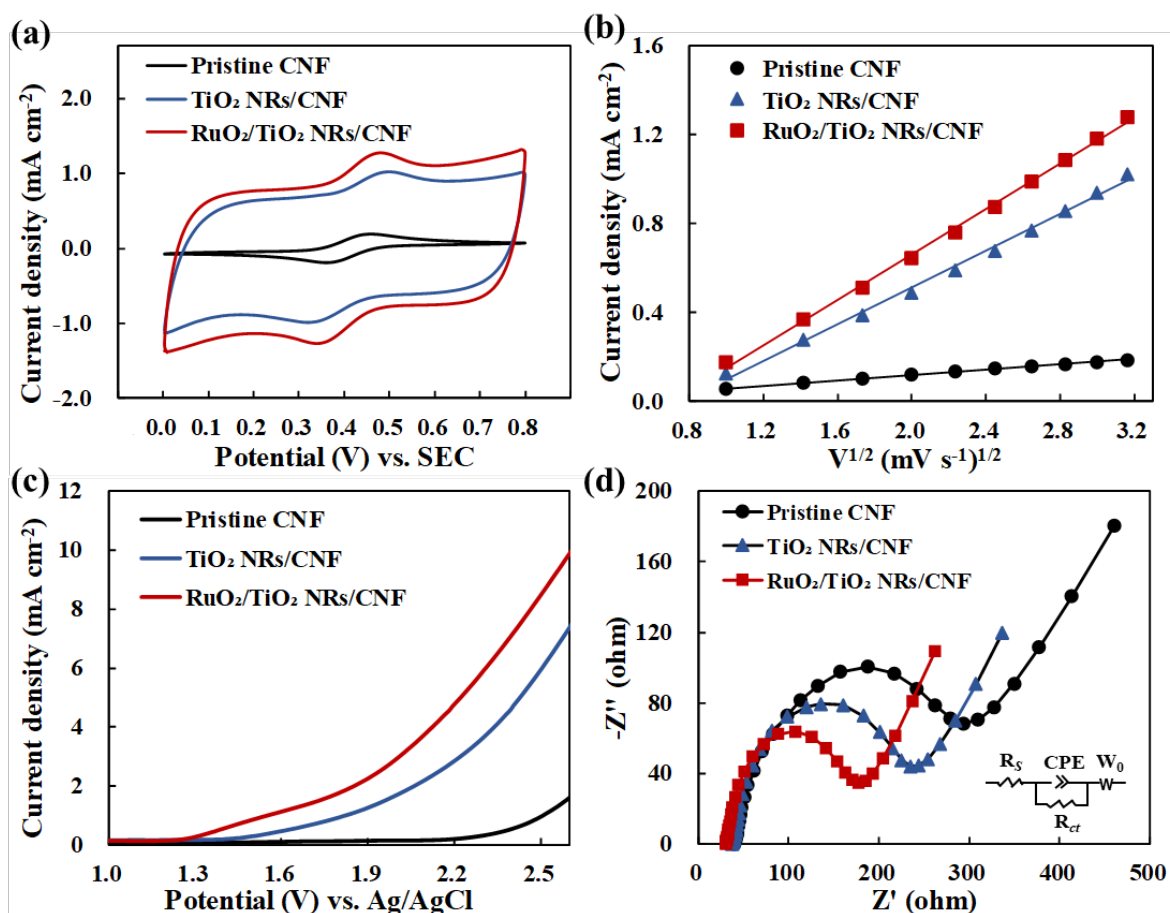 (a)
Pristine CNF
TiO₂ NRs/CNF
RuO₂/TiO₂ NRs/CNF
2.0
1.0
0.0
-1.0
-2.0
Current density (mA cm⁻²)
0.0 0.1 0.2 0.3 0.4 0.5 0.6 0.7 0.8
Potential (V) vs. SEC
(b)
Pristine CNF
TiO₂ NRs/CNF
RuO₂/TiO₂ NRs/CNF
1.6
1.2
0.8
0.4
0.0
Current density (mA cm⁻²)
0.8 1.2 1.6 2.0 2.4 2.8 3.2
V¹ᐟ² (mV s⁻¹)¹ᐟ²
(c)
Pristine CNF
TiO₂ NRs/CNF
RuO₂/TiO₂ NRs/CNF
12
10
8
6
4
2
0
Current density (mA cm⁻²)
1.0 1.3 1.6 1.9 2.2 2.5
Potential (V) vs. Ag/AgCl
(d)
Pristine CNF
TiO₂ NRs/CNF
RuO₂/TiO₂ NRs/CNF
200
160
120
80
40
0
-Z'' (ohm)
R_S CPE W₀
R_ct
0 100 200 300 400 500
Z' (ohm)